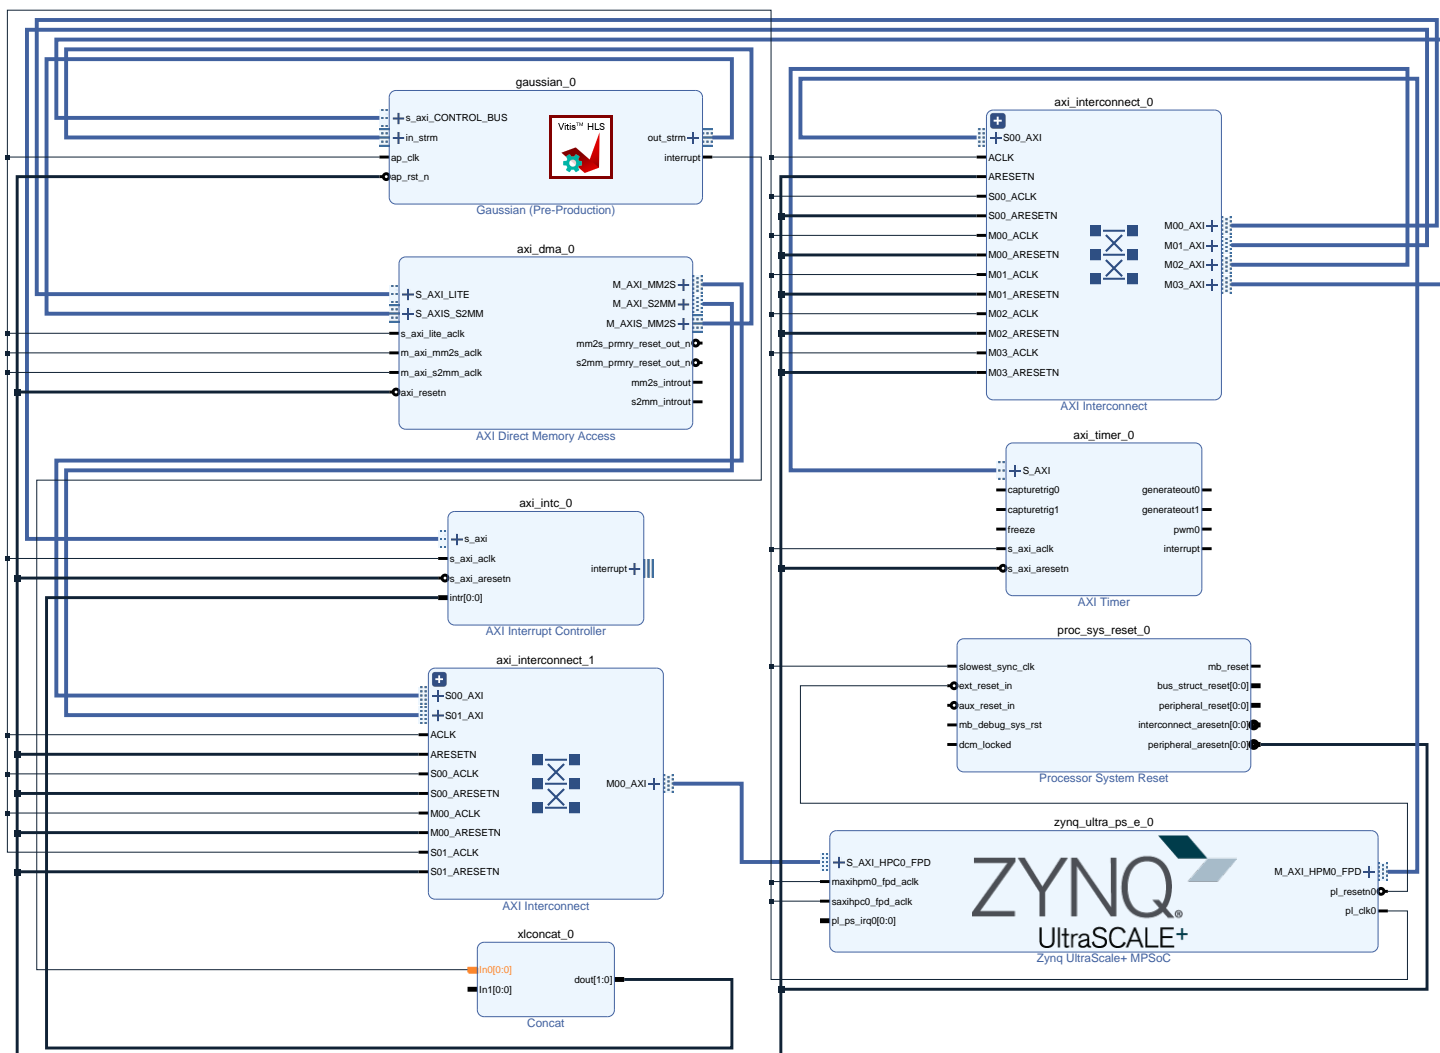 gaussian_0
s_axi_CONTROL_BUS
in_strm
ap_clk
ap_rst_n
Vitis™ HLS
out_strm
interrupt
Gaussian (Pre-Production)
axi_dma_0
S_AXI_LITE
S_AXIS_S2MM
s_axi_lite_aclk
m_axi_mm2s_aclk
m_axi_s2mm_aclk
axi_resetn
M_AXI_MM2S
M_AXI_S2MM
M_AXIS_MM2S
mm2s_prmry_reset_out_n
s2mm_prmry_reset_out_n
mm2s_introut
s2mm_introut
AXI Direct Memory Access
axi_intc_0
s_axi
s_axi_aclk
s_axi_aresetn
intr[0:0]
interrupt
AXI Interrupt Controller
axi_interconnect_1
S00_AXI
S01_AXI
ACLK
ARESETN
S00_ACLK
S00_ARESETN
M00_ACLK
M00_ARESETN
S01_ACLK
S01_ARESETN
M00_AXI
AXI Interconnect
xlconcat_0
In0[0:0]
In1[0:0]
dout[1:0]
Concat
axi_interconnect_0
S00_AXI
ACLK
ARESETN
S00_ACLK
S00_ARESETN
M00_ACLK
M00_ARESETN
M01_ACLK
M01_ARESETN
M02_ACLK
M02_ARESETN
M03_ACLK
M03_ARESETN
M00_AXI
M01_AXI
M02_AXI
M03_AXI
AXI Interconnect
axi_timer_0
S_AXI
capturetrig0
capturetrig1
freeze
s_axi_aclk
s_axi_aresetn
generateout0
generateout1
pwm0
interrupt
AXI Timer
proc_sys_reset_0
slowest_sync_clk
ext_reset_in
aux_reset_in
mb_debug_sys_rst
dcm_locked
mb_reset
bus_struct_reset[0:0]
peripheral_reset[0:0]
interconnect_aresetn[0:0]
peripheral_aresetn[0:0]
Processor System Reset
zynq_ultra_ps_e_0
S_AXI_HPC0_FPD
maxihpm0_fpd_aclk
saxihpc0_fpd_aclk
pl_ps_irq0[0:0]
ZYNQ®
UltraSCALE+
M_AXI_HPM0_FPD
pl_resetn0
pl_clk0
Zynq UltraScale+ MPSoC